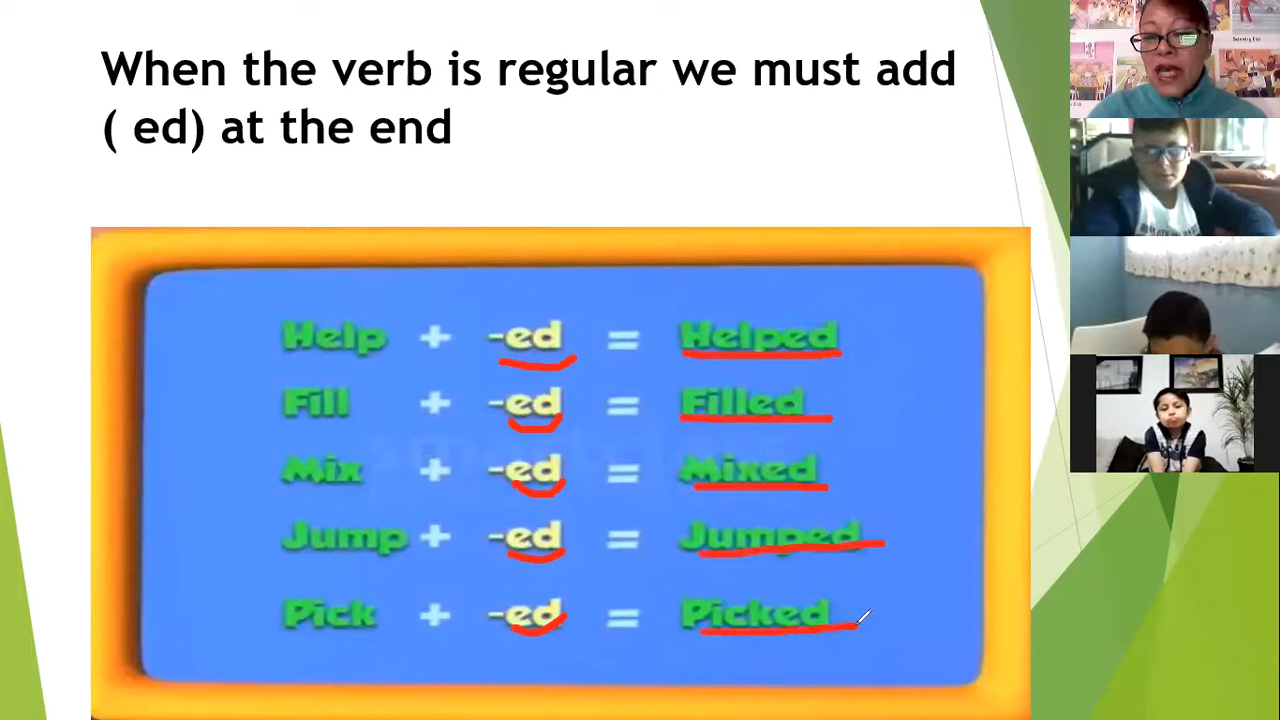 When the verb is regular we must add
( ed) at the end
Help + -ed = Helped
Fill + -ed = Filled
Mix + -ed = Mixed
Jump + -ed = Jumped
Pick + -ed = Picked